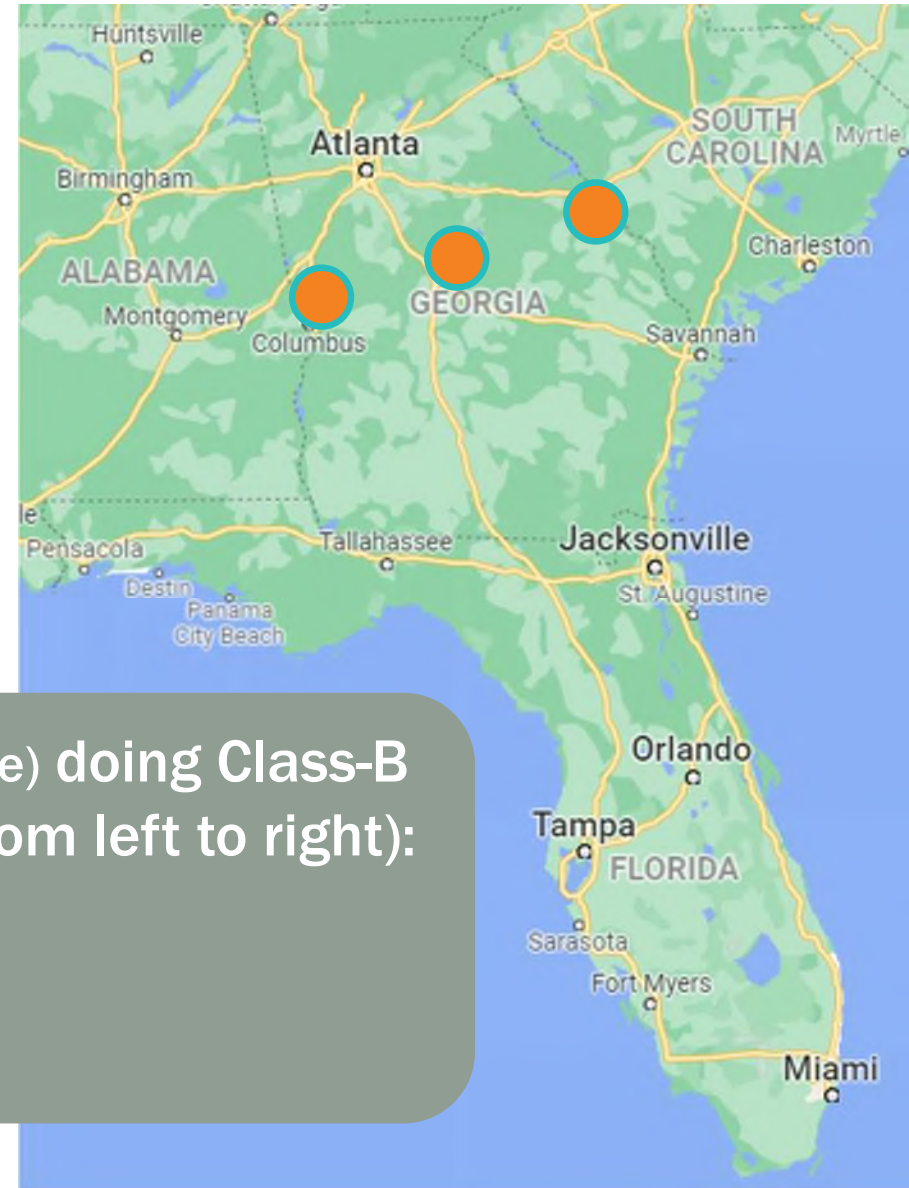 Huntsville
Atlanta
SOUTH
CAROLINA
Myrtle
Birmingham
Charleston
ALABAMA
GEORGIA
Montgomery
Columbus
Savannah
le
Pensacola
Tallahassee
Jacksonville
Destin
St. Augustine
Panama
City Beach
e) doing Class-B
om left to right):
Orlando
Tampa
FLORIDA
Sarasota
Fort Myers
Miami